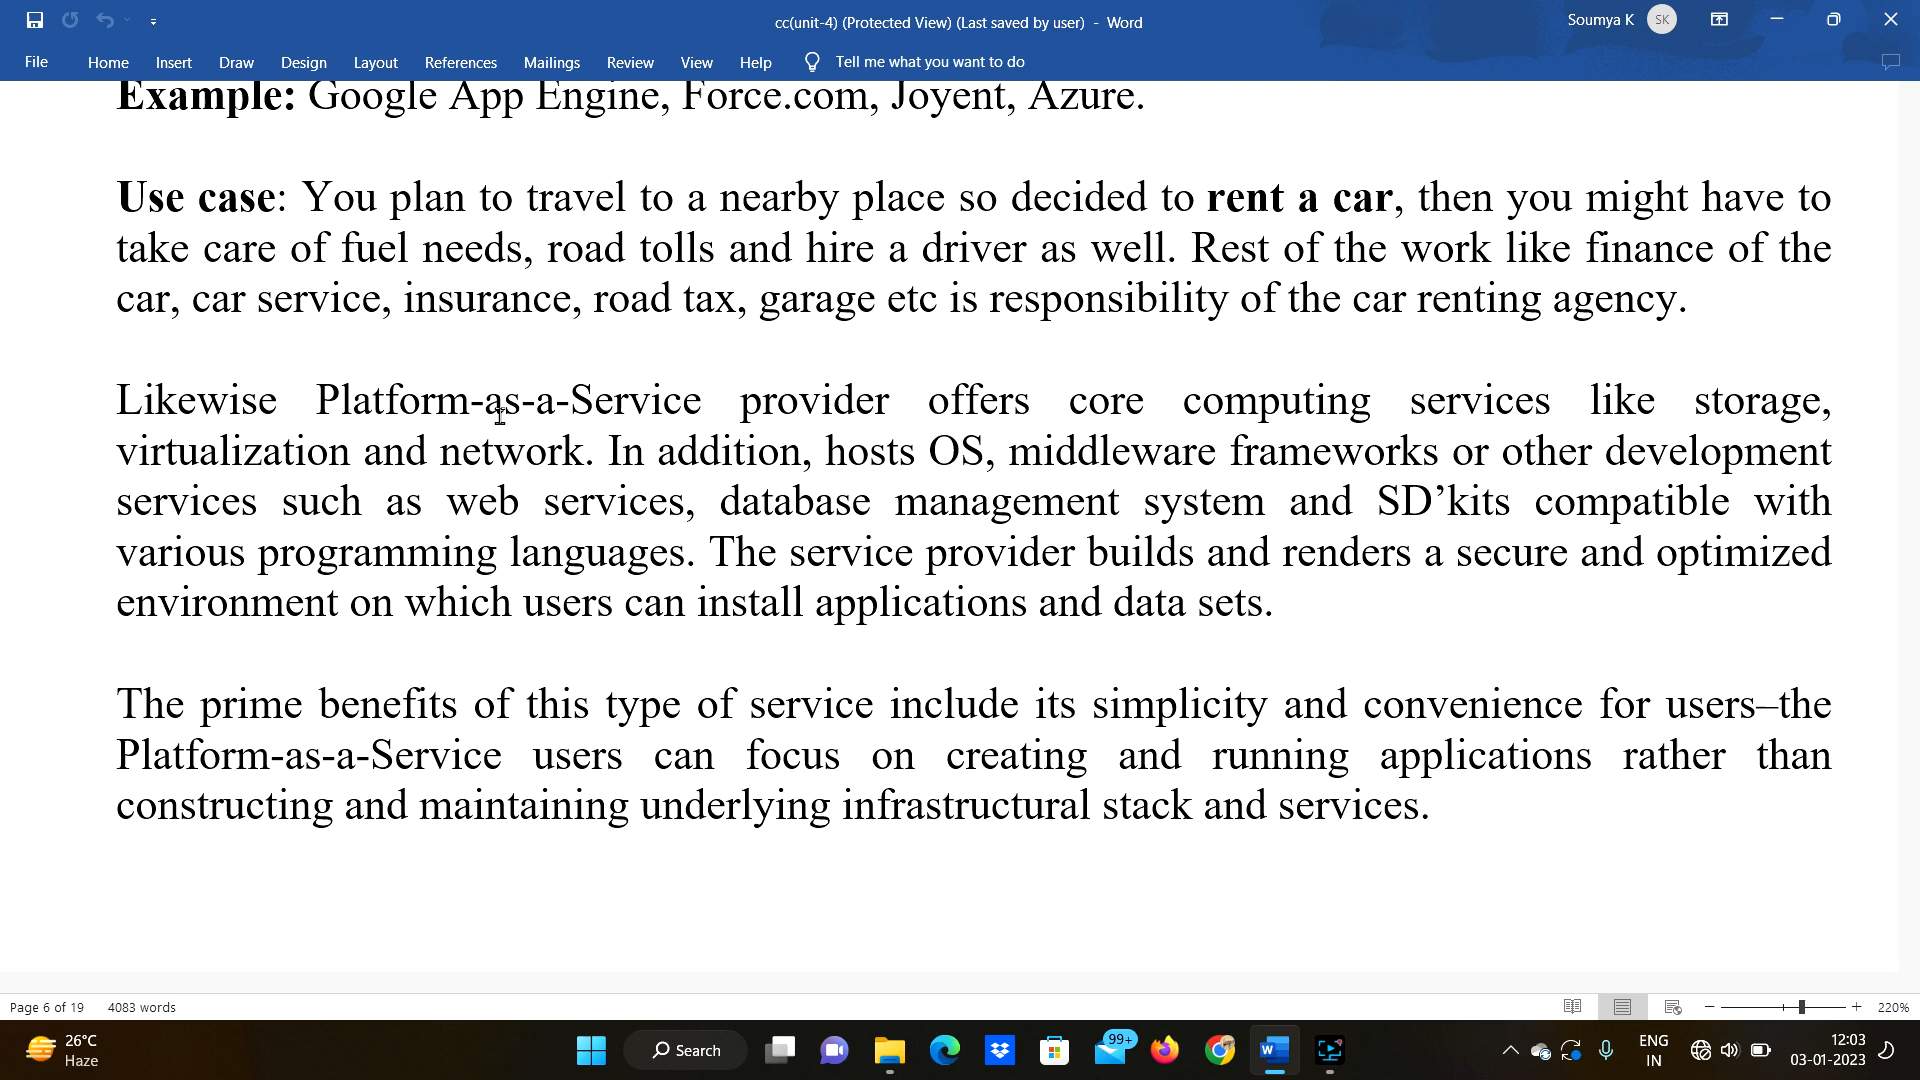 cc(unit-4) (Protected View) (Last saved by user) - Word
Soumya K
SK
File Home Insert Draw Design Layout References Mailings Review View Help Tell me what you want to do
Example: Google App Engine, Force.com, Joyent, Azure.
Use case: You plan to travel to a nearby place so decided to rent a car, then you might have to
take care of fuel needs, road tolls and hire a driver as well. Rest of the work like finance of the
car, car service, insurance, road tax, garage etc is responsibility of the car renting agency.
Likewise Platform-as-a-Service provider offers core computing services like storage,
virtualization and network. In addition, hosts OS, middleware frameworks or other development
services such as web services, database management system and SD’kits compatible with
various programming languages. The service provider builds and renders a secure and optimized
environment on which users can install applications and data sets.
The prime benefits of this type of service include its simplicity and convenience for users–the
Platform-as-a-Service users can focus on creating and running applications rather than
constructing and maintaining underlying infrastructural stack and services.
Page 6 of 19 4083 words
220%
26°C
Haze
Search
99+
ENG
IN
12:03
03-01-2023